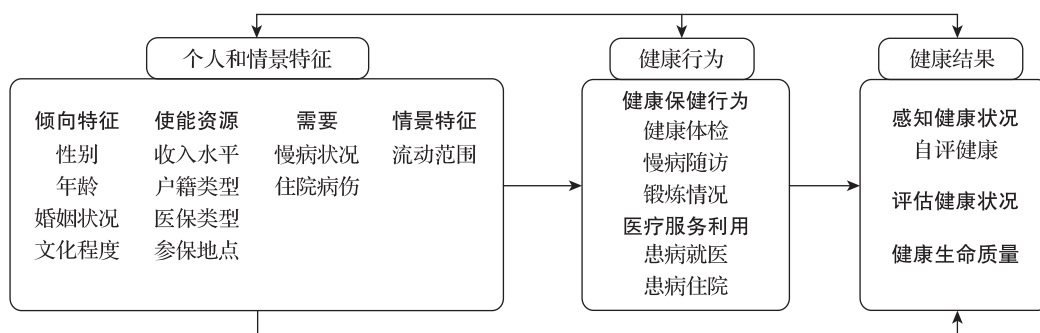 个人和情景特征
倾向特征
性别
年龄
婚姻状况
文化程度
使能资源
收入水平
户籍类型
医保类型
参保地点
需要
慢病状况
住院病伤
情景特征
流动范围
健康行为
健康保健行为
健康体检
慢病随访
锻炼情况
医疗服务利用
患病就医
患病住院
健康结果
感知健康状况
自评健康
评估健康状况
健康生命质量